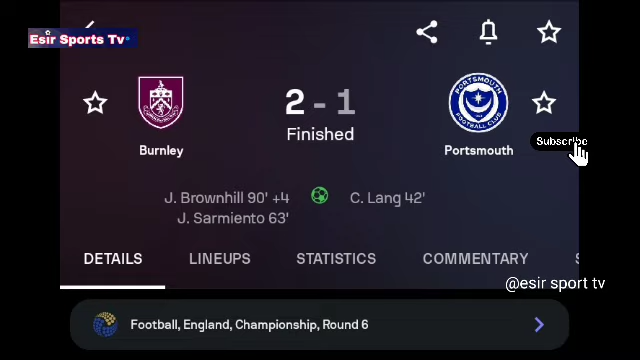 Esir Sports Tv
2 - 1
Finished
Burnley
Portsmouth
Subscribe
J. Brownhill 90' +4
C. Lang 42'
J. Sarmiento 63'
DETAILS
LINEUPS
STATISTICS
COMMENTARY
S
@esir sport tv
Football, England, Championship, Round 6